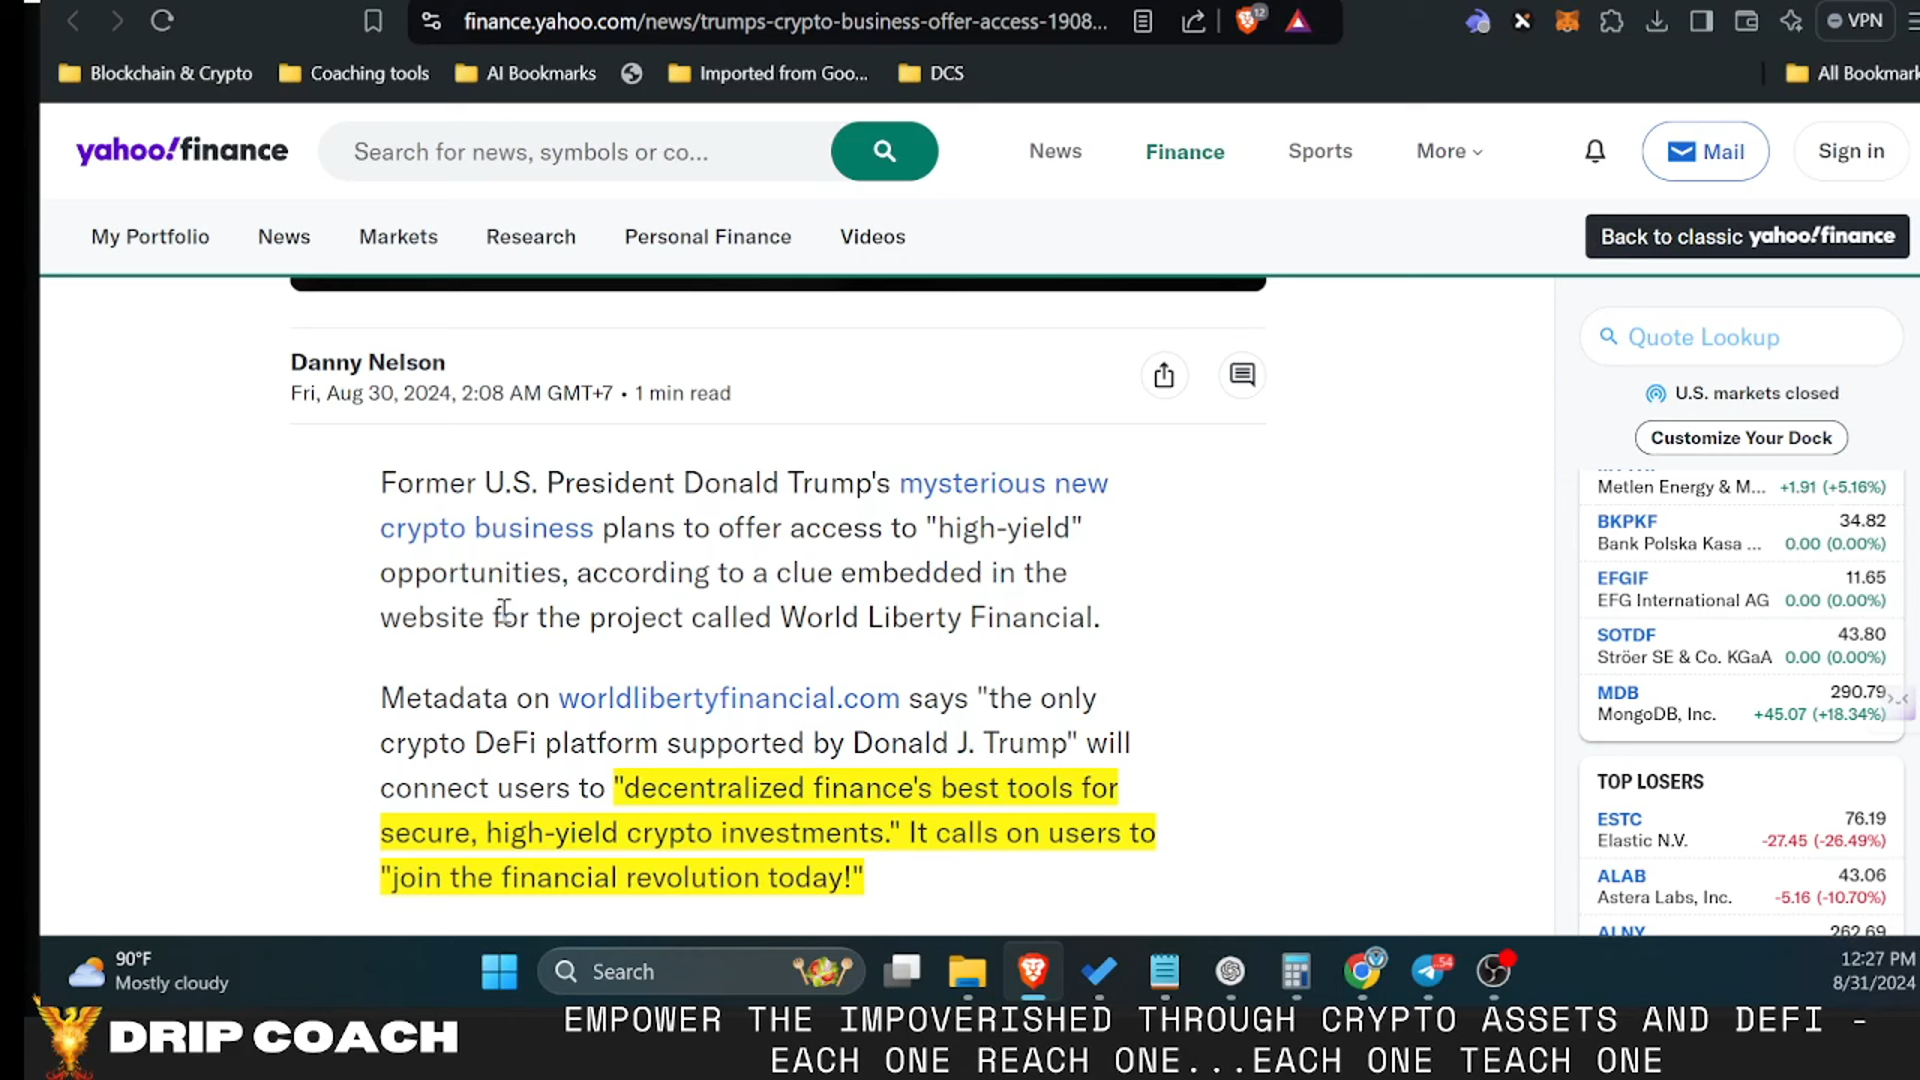 finance.yahoo.com/news/trumps-crypto-business-offer-access-1908...
12
VPN
Blockchain & Crypto
Coaching tools
AI Bookmarks
Imported from Goo...
DCS
All Bookmark
yahoo!finance
Search for news, symbols or co...
News
Finance
Sports
More
Mail
Sign in
My Portfolio
News
Markets
Research
Personal Finance
Videos
Back to classic yahoo!finance
Danny Nelson
Fri, Aug 30, 2024, 2:08 AM GMT+7 • 1 min read
Former U.S. President Donald Trump's mysterious new
crypto business plans to offer access to "high-yield"
opportunities, according to a clue embedded in the
website for the project called World Liberty Financial.
Metadata on worldlibertyfinancial.com says "the only
crypto DeFi platform supported by Donald J. Trump" will
connect users to "decentralized finance's best tools for
secure, high-yield crypto investments." It calls on users to
"join the financial revolution today!"
Quote Lookup
U.S. markets closed
Customize Your Dock
Metlen Energy & M... +1.91 (+5.16%)
BKPKF 34.82
Bank Polska Kasa ... 0.00 (0.00%)
EFGIF 11.65
EFG International AG 0.00 (0.00%)
SOTDF 43.80
Ströer SE & Co. KGaA 0.00 (0.00%)
MDB 290.79
MongoDB, Inc. +45.07 (+18.34%)
TOP LOSERS
ESTC 76.19
Elastic N.V. -27.45 (-26.49%)
ALAB 43.06
Astera Labs, Inc. -5.16 (-10.70%)
ALNY 262.69
90°F
Mostly cloudy
Search
54
12:27 PM
8/31/2024
DRIP COACH
EMPOWER THE IMPOVERISHED THROUGH CRYPTO ASSETS AND DEFI -
EACH ONE REACH ONE...EACH ONE TEACH ONE